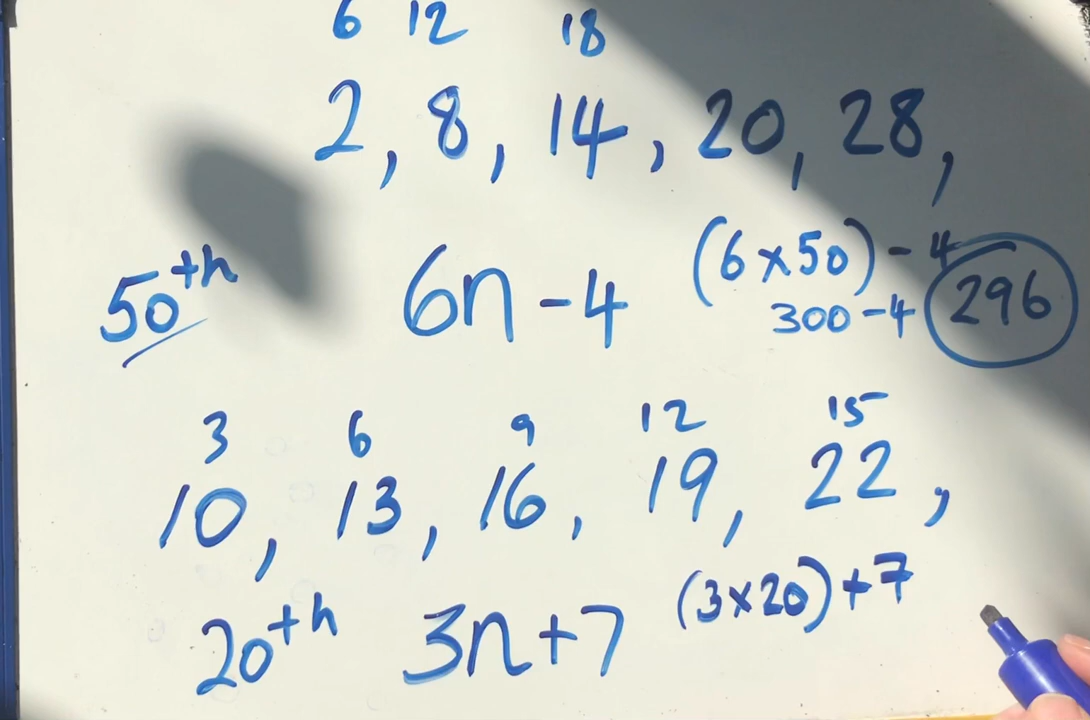 6 12 18
2, 8, 14, 20, 28,
50th 6n-4 (6×50)-4
300-4 296
3 6 9 12 15
10, 13, 16, 19, 22,
20th 3n+7 (3×20)+7